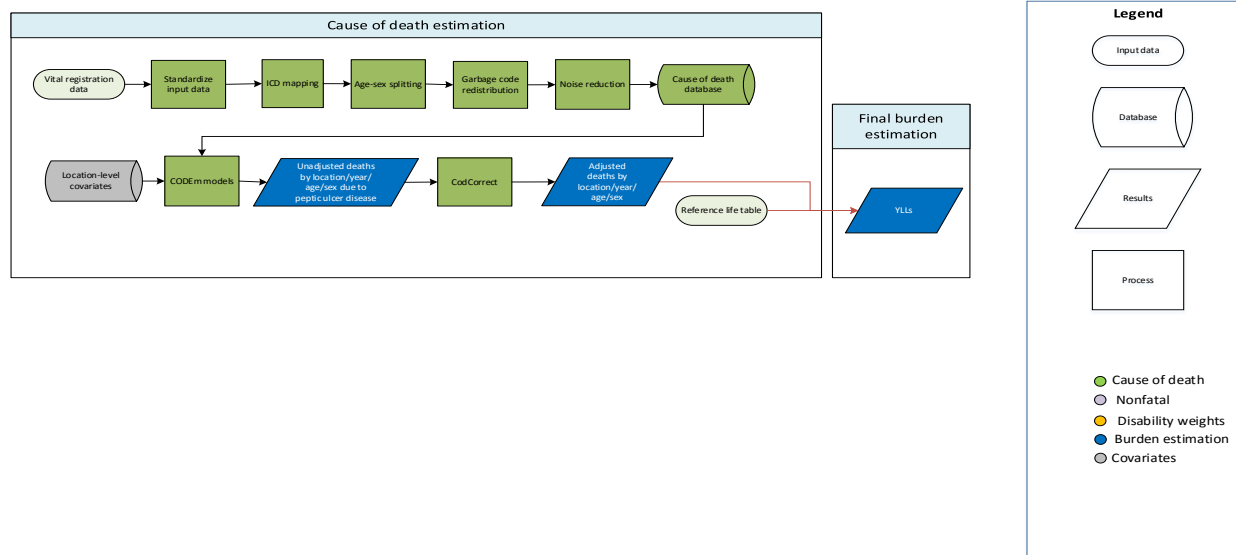 Cause of death estimation
Vital registration
data
Standardize
input data
ICD mapping
Age-sex splitting
Garbage code
redistribution
Noise reduction
Cause of death
database
Location-level
covariates
CODEm models
Unadjusted deaths
by location/year/
age/sex due to
peptic ulcer disease
CodCorrect
Adjusted
deaths by
location/year/
age/sex
Reference life table
Final burden
estimation
YLLs
Legend
Input data
Database
Results
Process
Cause of death
Nonfatal
Disability weights
Burden estimation
Covariates